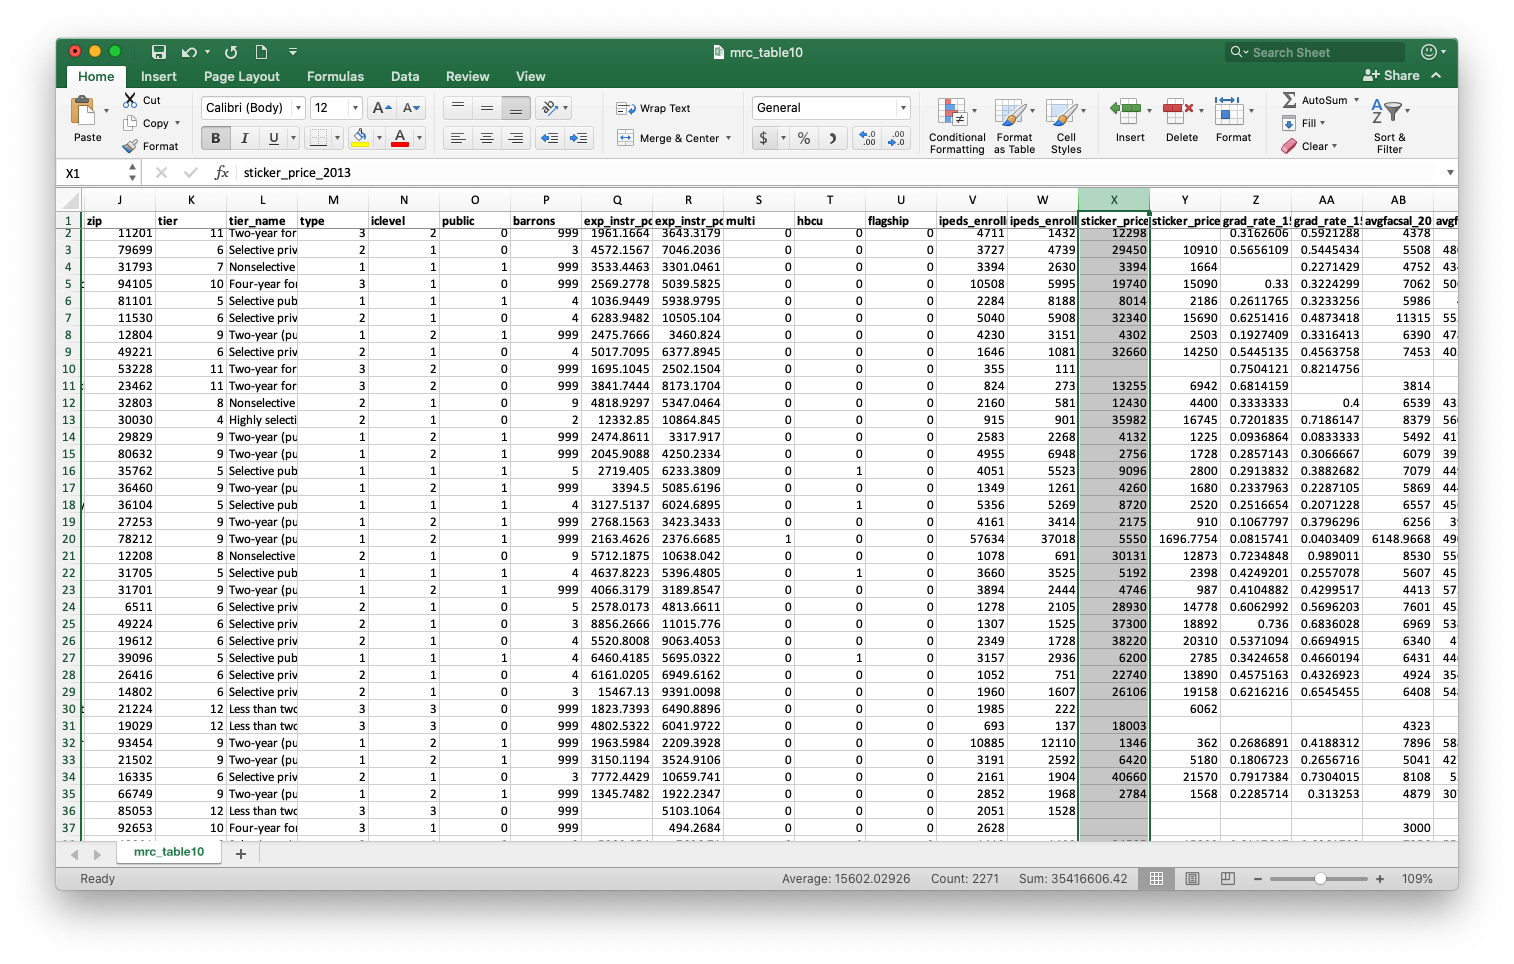 mrc_table10
Search Sheet
Home Insert Page Layout Formulas Data Review View Share
Paste Cut Copy Format Calibri (Body) 12 A A B I U A Wrap Text Merge & Center General $ % ) .0 .00 .00 .0 Conditional Formatting Format as Table Cell Styles Insert Delete Format AutoSum Fill Clear Sort & Filter
X1 fx sticker_price_2013
J K L M N O P Q R S T U V W X Y Z AA AB
1 zip tier tier_name type iclevel public barrons exp_instr_pc exp_instr_pc multi hbcu flagship ipeds_enroll ipeds_enroll sticker_price sticker_price grad_rate_1 grad_rate_1 avgfacsal_20 avgf
2 11201 11 Two-year for 3 2 0 999 1961.1664 3643.3179 0 0 0 4711 1432 12298 0.3162606 0.5921288 4378
3 79699 6 Selective priv 2 1 0 3 4572.1567 7046.2036 0 0 0 3727 4739 29450 10910 0.5656109 0.5445434 5508 48
4 31793 7 Nonselective 1 1 1 999 3533.4463 3301.0461 0 0 0 3394 2630 3394 1664 0.2271429 4752 43
5 94105 10 Four-year for 3 1 0 999 2569.2778 5039.5825 0 0 0 10508 5995 19740 15090 0.33 0.3224299 7062 50
6 81101 5 Selective pub 1 1 1 4 1036.9449 5938.9795 0 0 0 2284 8188 8014 2186 0.2611765 0.3233256 5986
7 11530 6 Selective priv 2 1 0 4 6283.9482 10505.104 0 0 0 5040 5908 32340 15690 0.6251416 0.4873418 11315 55
8 12804 9 Two-year (pu 1 2 1 999 2475.7666 3460.824 0 0 0 4230 3151 4302 2503 0.1927409 0.3316413 6390 47
9 49221 6 Selective priv 2 1 0 4 5017.7095 6377.8945 0 0 0 1646 1081 32660 14250 0.5445135 0.4563758 7453 40
10 53228 11 Two-year for 3 2 0 999 1695.1045 2502.1504 0 0 0 355 111 0.7504121 0.8214756
11 23462 11 Two-year for 3 2 0 999 3841.7444 8173.1704 0 0 0 824 273 13255 6942 0.6814159 3814
12 32803 8 Nonselective 2 1 0 9 4818.9297 5347.0464 0 0 0 2160 581 12430 4400 0.3333333 0.4 6539 43
13 30030 4 Highly selecti 2 1 0 2 12332.85 10864.845 0 0 0 915 901 35982 16745 0.7201835 0.7186147 8379 56
14 29829 9 Two-year (pu 1 2 1 999 2474.8611 3317.917 0 0 0 2583 2268 4132 1225 0.0936864 0.0833333 5492 41
15 80632 9 Two-year (pu 1 2 1 999 2045.9088 4250.2334 0 0 0 4955 6948 2756 1728 0.2857143 0.3066667 6079 39
16 35762 5 Selective pub 1 1 1 5 2719.405 6233.3809 0 1 0 4051 5523 9096 2800 0.2913832 0.3882682 7079 44
17 36460 9 Two-year (pu 1 2 1 999 3394.5 5085.6196 0 0 0 1349 1261 4260 1680 0.2337963 0.2287105 5869 44
18 36104 5 Selective pub 1 1 1 4 3127.5137 6024.6895 0 1 0 5356 5269 8720 2520 0.2516654 0.2071228 6557 45
19 27253 9 Two-year (pu 1 2 1 999 2768.1563 3423.3433 0 0 0 4161 3414 2175 910 0.1067797 0.3796296 6256 3
20 78212 9 Two-year (pu 1 2 1 999 2163.4626 2376.6685 1 0 0 57634 37018 5550 1696.7754 0.0815741 0.0403409 6148.9668 49
21 12208 8 Nonselective 2 1 0 9 5712.1875 10638.042 0 0 0 1078 691 30131 12873 0.7234848 0.989011 8530 55
22 31705 5 Selective pub 1 1 1 4 4637.8223 5396.4805 0 1 0 3660 3525 5192 2398 0.4249201 0.2557078 5607 45
23 31701 9 Two-year (pu 1 2 1 999 4066.3179 3189.8547 0 0 0 3894 2444 4746 987 0.4104882 0.4299517 4413 57
24 6511 6 Selective priv 2 1 0 5 2578.0173 4813.6611 0 0 0 1278 2105 28930 14778 0.6062992 0.5696203 7601 45
25 49224 6 Selective priv 2 1 0 3 8856.2666 11015.776 0 0 0 1307 1525 37300 18892 0.736 0.6836028 6969 53
26 19612 6 Selective priv 2 1 0 4 5520.8008 9063.4053 0 0 0 2349 1728 38220 20310 0.5371094 0.6694915 6340 4
27 39096 5 Selective pub 1 1 1 4 6460.4185 5695.0322 0 1 0 3157 2936 6200 2785 0.3424658 0.4660194 6431 44
28 26416 6 Selective priv 2 1 0 4 6161.0205 6949.6162 0 0 0 1052 751 22740 13890 0.4575163 0.4326923 4924 35
29 14802 6 Selective priv 2 1 0 3 15467.13 9391.0098 0 0 0 1960 1607 26106 19158 0.6216216 0.6545455 6408 54
30 21224 12 Less than two 3 3 0 999 1823.7393 6490.8896 0 0 0 1985 222 6062
31 19029 12 Less than two 3 3 0 999 4802.5322 6041.9722 0 0 0 693 137 18003 4323
32 93454 9 Two-year (pu 1 2 1 999 1963.5984 2209.3928 0 0 0 10885 12110 1346 362 0.2686891 0.4188312 7896 58
33 21502 9 Two-year (pu 1 2 1 999 3150.1194 3524.9106 0 0 0 3191 2592 6420 5180 0.1806723 0.2656716 5041 42
34 16335 6 Selective priv 2 1 0 3 7772.4429 10659.741 0 0 0 2161 1904 40660 21570 0.7917384 0.7304015 8108 5
35 66749 9 Two-year (pu 1 2 1 999 1345.7482 1922.2347 0 0 0 2852 1968 2784 1568 0.2285714 0.313253 4879 30
36 85053 12 Less than two 3 3 0 999 5103.1064 0 0 0 2051 1528
37 92653 10 Four-year for 3 1 0 999 494.2684 0 0 0 2628 3000
mrc_table10 +
Ready Average: 15602.02926 Count: 2271 Sum: 35416606.42 − + 109%